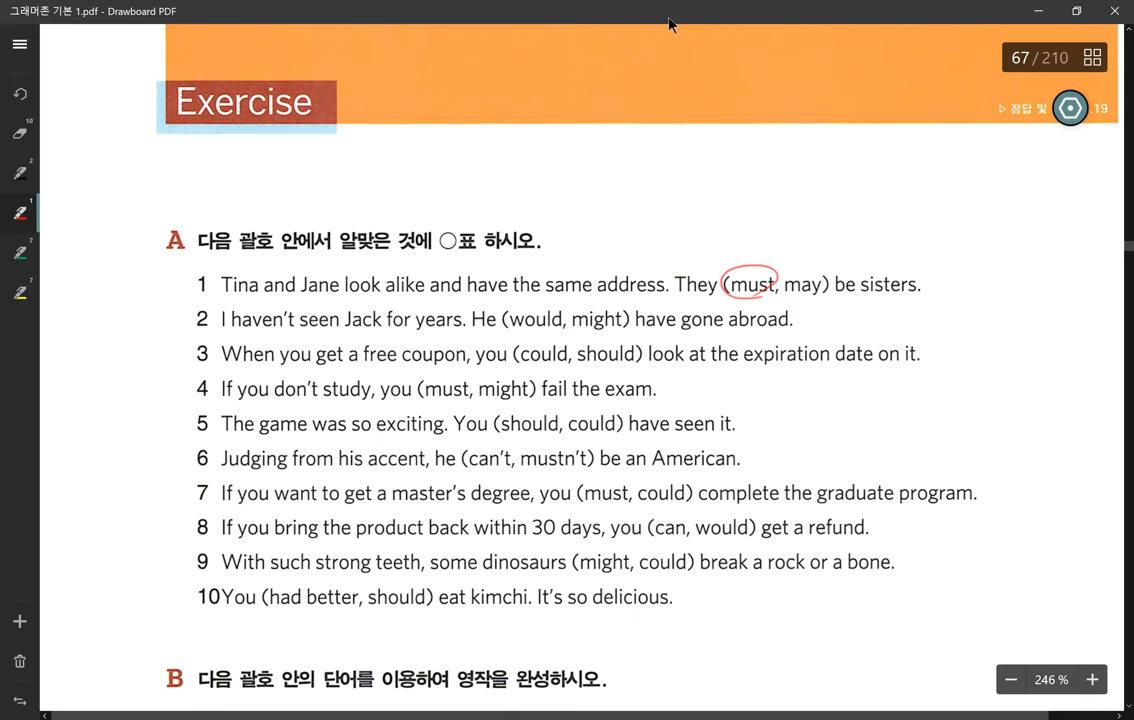 그래머존 기본 1.pdf - Drawboard PDF
67 / 210
Exercise
▷ 정답 및 19
10
2
1
7
7
A 다음 괄호 안에서 알맞은 것에 ○표 하시오.
1 Tina and Jane look alike and have the same address. They (must, may) be sisters.
2 I haven't seen Jack for years. He (would, might) have gone abroad.
3 When you get a free coupon, you (could, should) look at the expiration date on it.
4 If you don't study, you (must, might) fail the exam.
5 The game was so exciting. You (should, could) have seen it.
6 Judging from his accent, he (can't, mustn't) be an American.
7 If you want to get a master's degree, you (must, could) complete the graduate program.
8 If you bring the product back within 30 days, you (can, would) get a refund.
9 With such strong teeth, some dinosaurs (might, could) break a rock or a bone.
10 You (had better, should) eat kimchi. It's so delicious.
B 다음 괄호 안의 단어를 이용하여 영작을 완성하시오.
246 %